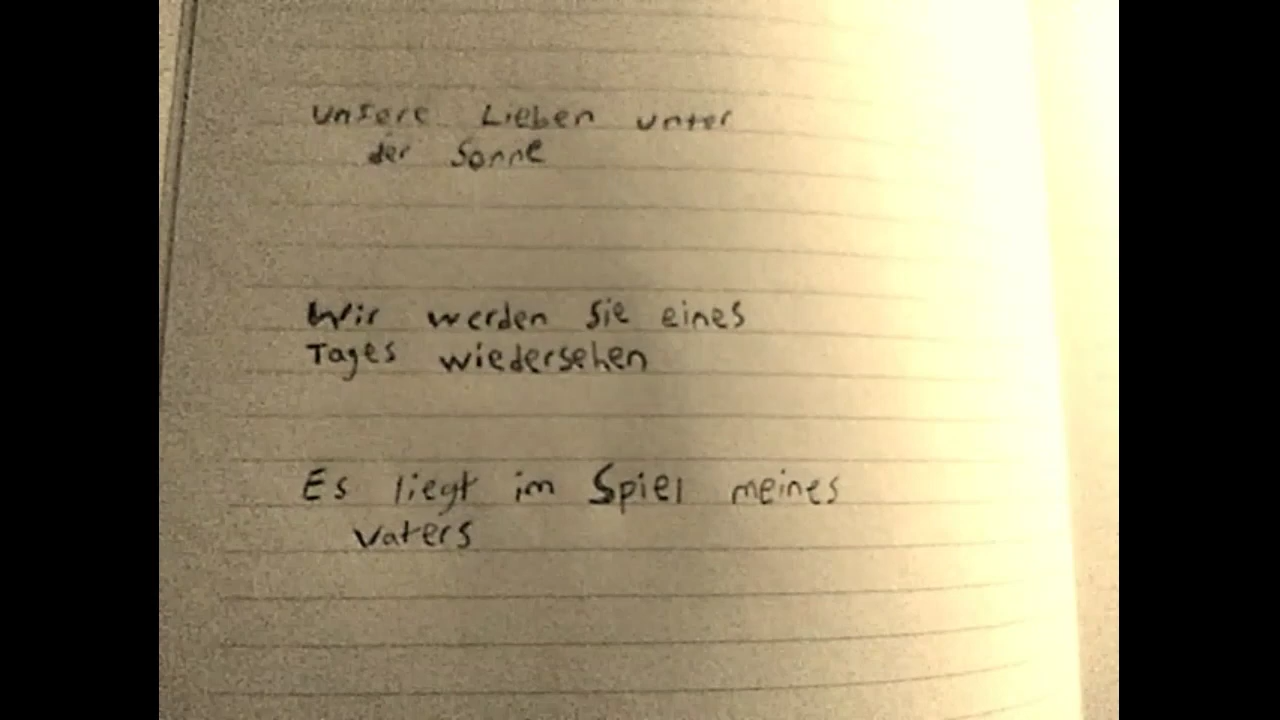 unsere Lieben unter
der Sonne
Wir werden sie eines
Tages wiedersehen
Es liegt im Spiel meines
Vaters